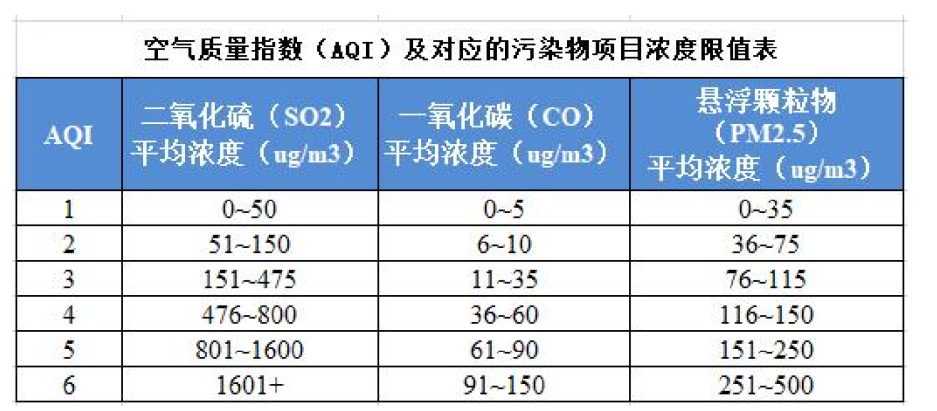 空气质量指数（AQI）及对应的污染物项目浓度限值表
AQI 二氧化硫（SO2） 一氧化碳（CO） 悬浮颗粒物
平均浓度（ug/m3） 平均浓度（ug/m3） （PM2.5）
平均浓度（ug/m3）
1 0~50 0~5 0~35
2 51~150 6~10 36~75
3 151~475 11~35 76~115
4 476~800 36~60 116~150
5 801~1600 61~90 151~250
6 1601+ 91~150 251~500